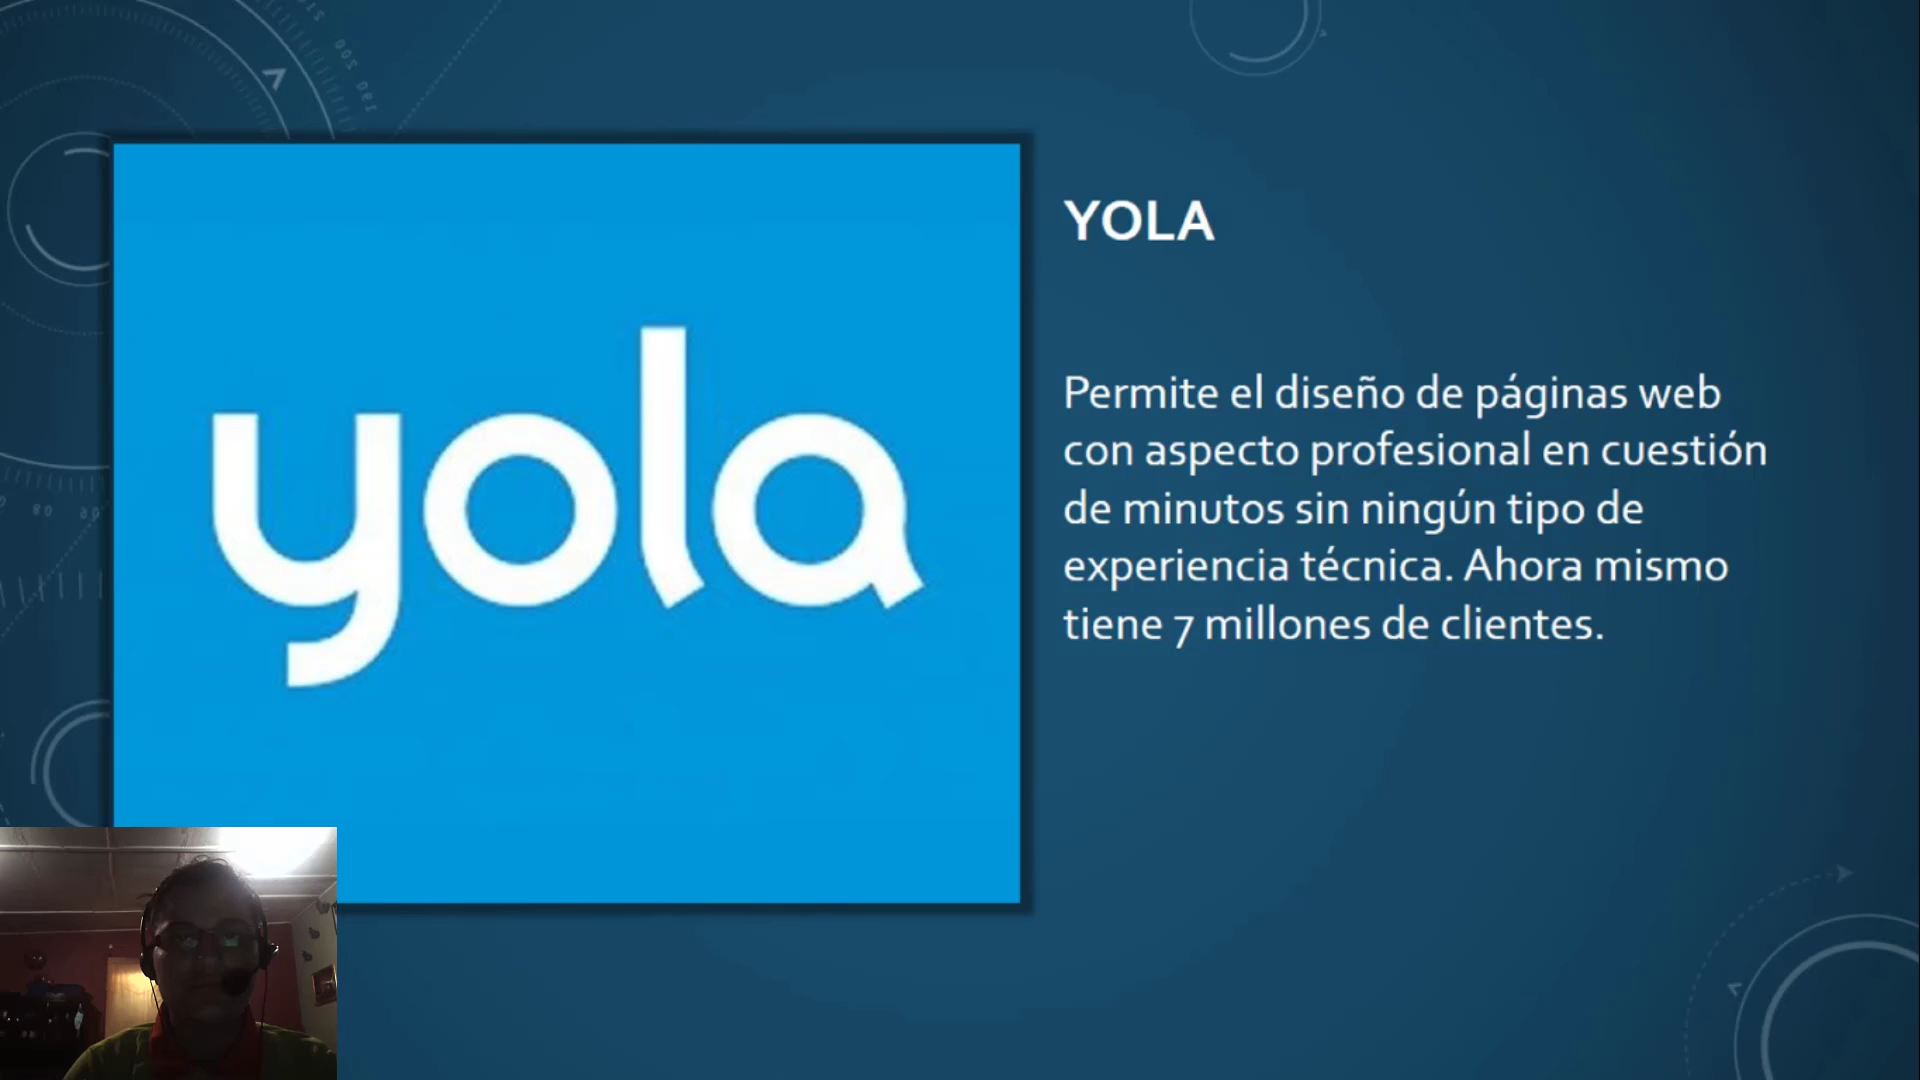 yola
YOLA
Permite el diseño de páginas web
con aspecto profesional en cuestión
de minutos sin ningún tipo de
experiencia técnica. Ahora mismo
tiene 7 millones de clientes.